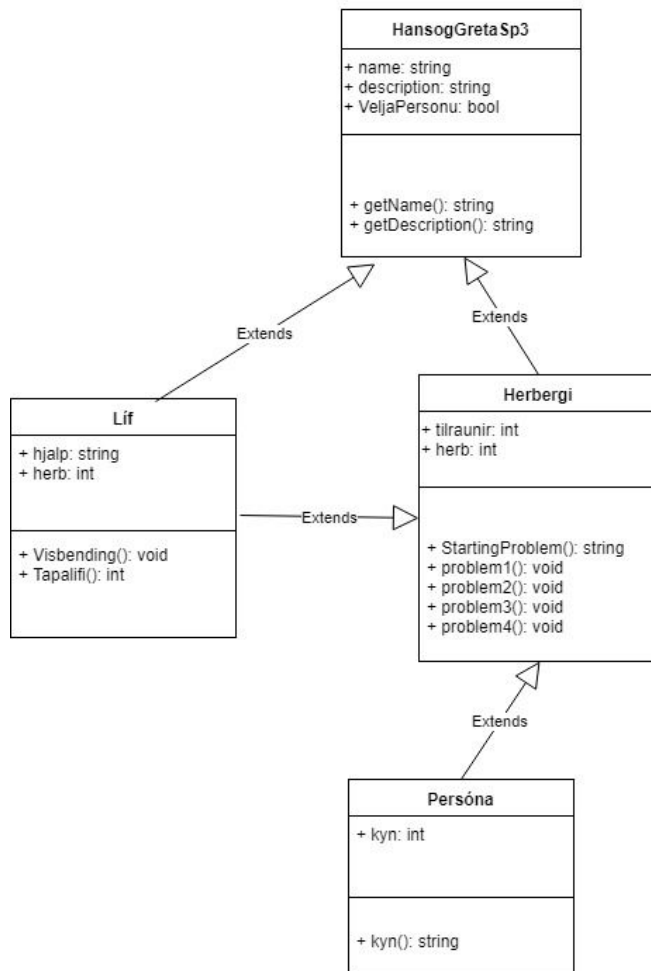 HansogGretaSp3
+ name: string
+ description: string
+ VeljaPersonu: bool
+ getName(): string
+ getDescription(): string
Extends
Extends
Líf
+ hjalp: string
+ herb: int
+ Visbending(): void
+ Tapalifi(): int
Extends
Herbergi
+ tilraunir: int
+ herb: int
+ StartingProblem(): string
+ problem1(): void
+ problem2(): void
+ problem3(): void
+ problem4(): void
Extends
Persóna
+ kyn: int
+ kyn(): string